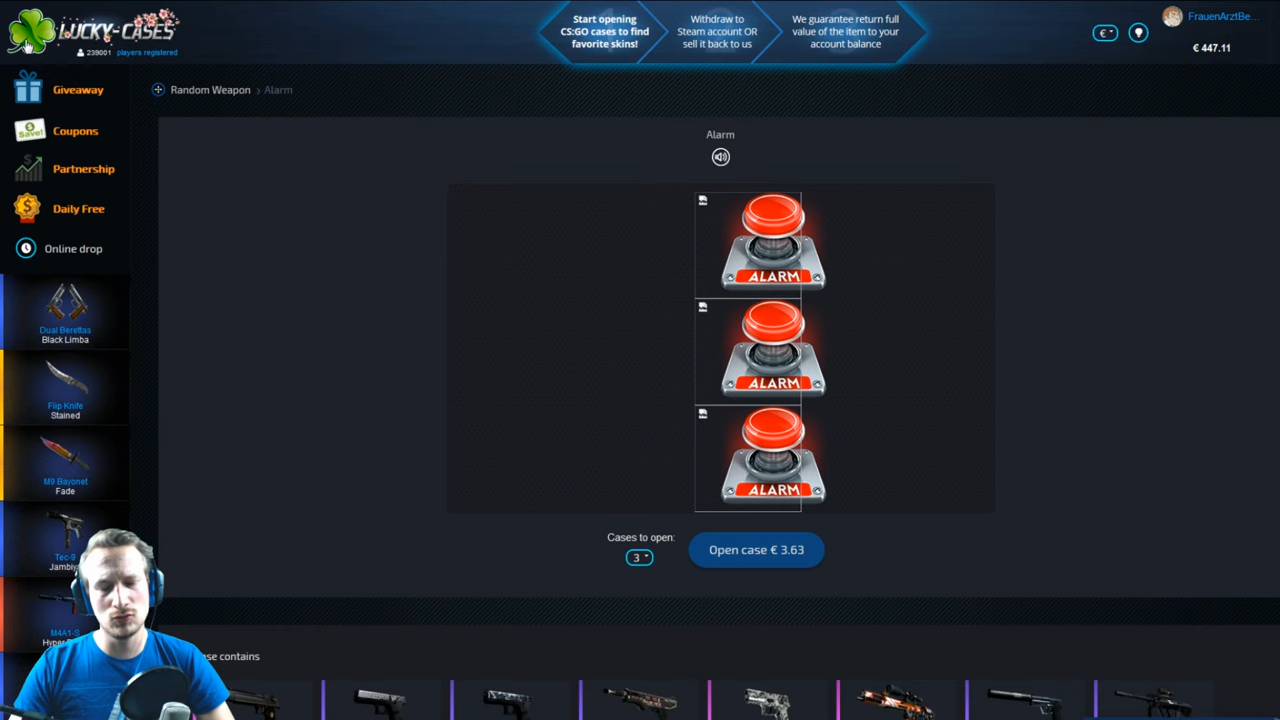 LUCKY-CASES
239001 players registered
Start opening
CS:GO cases to find
favorite skins!
Withdraw to
Steam account OR
sell it back to us
We guarantee return full
value of the item to your
account balance
€
FrauenArztBe...
€ 447.11
Giveaway
Save!
Coupons
Partnership
Daily Free
Online drop
Random Weapon > Alarm
Alarm
ALARM
ALARM
ALARM
Cases to open:
3
Open case € 3.63
Dual Berettas
Black Limba
Flip Knife
Stained
M9 Bayonet
Fade
Tec-9
M4A1-S
contains